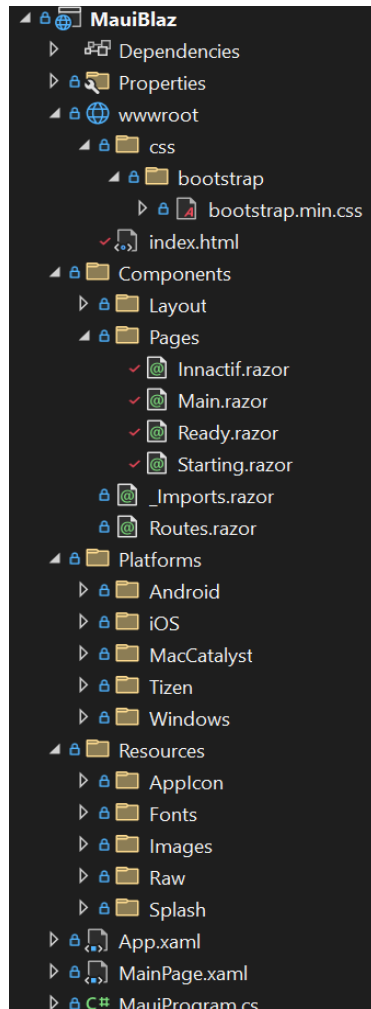 MauiBlaz
Dependencies
Properties
wwwroot
css
bootstrap
bootstrap.min.css
index.html
Components
Layout
Pages
Innactif.razor
Main.razor
Ready.razor
Starting.razor
_Imports.razor
Routes.razor
Platforms
Android
iOS
MacCatalyst
Tizen
Windows
Resources
AppIcon
Fonts
Images
Raw
Splash
App.xaml
MainPage.xaml
C# MauiProgram.cs